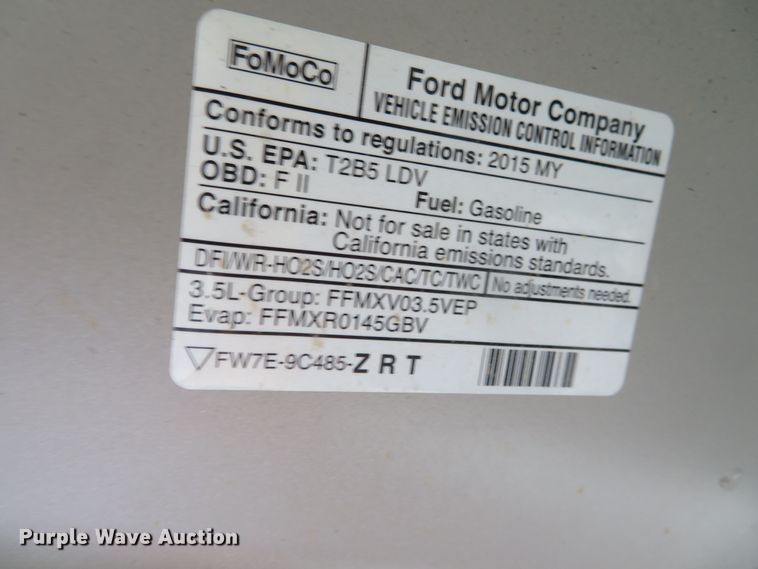 FoMoCo
Ford Motor Company
VEHICLE EMISSION CONTROL INFORMATION
Conforms to regulations: 2015 MY
U.S. EPA: T2B5 LDV
OBD: F II Fuel: Gasoline
California: Not for sale in states with
California emissions standards.
DFI/WR-HO2S/HO2S/CAC/TC/TWC No adjustments needed.
3.5L-Group: FFMXV03.5VEP
Evap: FFMXR0145GBV
FW7E-9C485-Z R T
Purple Wave Auction